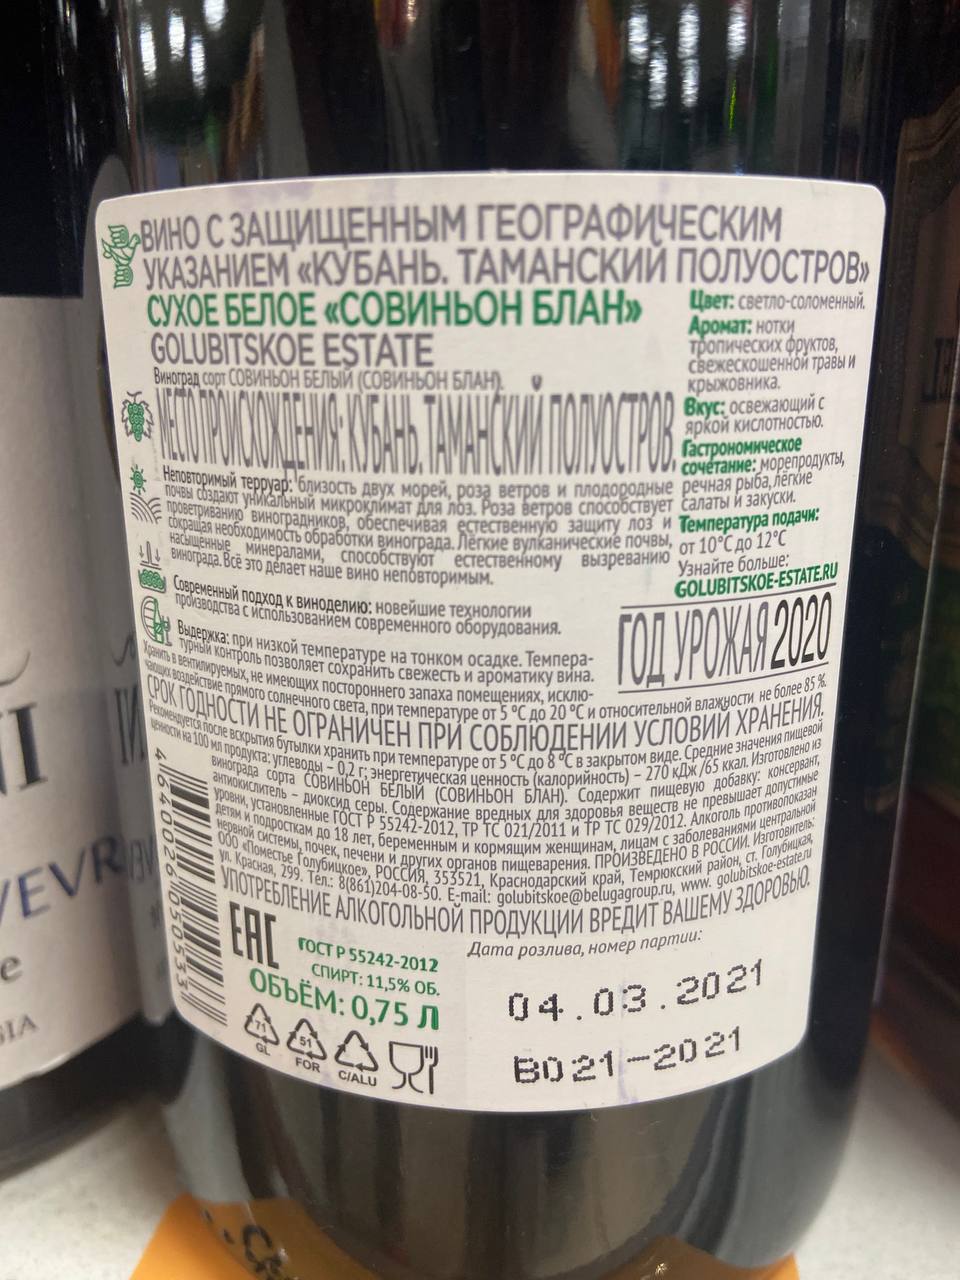 ВИНО С ЗАЩИЩЕННЫМ ГЕОГРАФИЧЕСКИМ
УКАЗАНИЕМ «КУБАНЬ. ТАМАНСКИЙ ПОЛУОСТРОВ»
СУХОЕ БЕЛОЕ «СОВИНЬОН БЛАН»
GOLUBITSKOE ESTATE
Виноград сорт СОВИНЬОН БЕЛЫЙ (СОВИНЬОН БЛАН).
МЕСТО ПРОИСХОЖДЕНИЯ: КУБАНЬ. ТАМАНСКИЙ ПОЛУОСТРОВ.
Неповторимый терруар: близость двух морей, роза ветров и плодородные
почвы создают уникальный микроклимат для лоз. Роза ветров способствует
проветриванию виноградников, обеспечивая естественную защиту лоз и
сокращая необходимость обработки винограда. Лёгкие вулканические почвы,
насыщенные минералами, способствуют естественному вызреванию
винограда. Всё это делает наше вино неповторимым.
Современный подход к виноделию: новейшие технологии
производства с использованием современного оборудования.
Выдержка: при низкой температуре на тонком осадке. Темпера-
турный контроль позволяет сохранить свежесть и ароматику вина.
Цвет: светло-соломенный.
Аромат: нотки
тропических фруктов,
свежескошенной травы и
крыжовника.
Вкус: освежающий с
яркой кислотностью.
Гастрономическое
сочетание: морепродукты,
речная рыба, лёгкие
салаты и закуски.
Температура подачи:
от 10°С до 12°С
Узнайте больше:
GOLUBITSKOE-ESTATE.RU
ГОД УРОЖАЯ 2020
Хранить в вентилируемых, не имеющих постороннего запаха помещениях, исклю-
чающих воздействие прямого солнечного света, при температуре от 5 °С до 20 °С и относительной влажности не более 85 %.
СРОК ГОДНОСТИ НЕ ОГРАНИЧЕН ПРИ СОБЛЮДЕНИИ УСЛОВИЙ ХРАНЕНИЯ.
Рекомендуется после вскрытия бутылки хранить при температуре от 5 °С до 8 °С в закрытом виде. Средние значения пищевой
ценности на 100 мл продукта: углеводы – 0,2 г; энергетическая ценность (калорийность) – 270 кДж /65 ккал. Изготовлено из
винограда сорта СОВИНЬОН БЕЛЫЙ (СОВИНЬОН БЛАН). Содержит пищевую добавку: консервант,
антиокислитель – диоксид серы. Содержание вредных для здоровья веществ не превышает допустимые
уровни, установленные ГОСТ Р 55242-2012, ТР ТС 021/2011 и ТР ТС 029/2012. Алкоголь противопоказан
детям и подросткам до 18 лет, беременным и кормящим женщинам, лицам с заболеваниями центральной
нервной системы, почек, печени и других органов пищеварения. ПРОИЗВЕДЕНО В РОССИИ. Изготовитель:
ООО «Поместье Голубицкое», РОССИЯ, 353521, Краснодарский край, Темрюкский район, ст. Голубицкая,
ул. Красная, 299. Тел.: 8(861)204-08-50. E-mail: golubitskoe@belugagroup.ru, www. golubitskoe-estate.ru
УПОТРЕБЛЕНИЕ АЛКОГОЛЬНОЙ ПРОДУКЦИИ ВРЕДИТ ВАШЕМУ ЗДОРОВЬЮ.
4 640026 050533
ЕАС
ГОСТ Р 55242-2012
СПИРТ: 11,5% ОБ.
ОБЪЁМ: 0,75 Л
Дата розлива, номер партии:
04.03.2021
В021-2021
71
GL
51
FOR
C/ALU